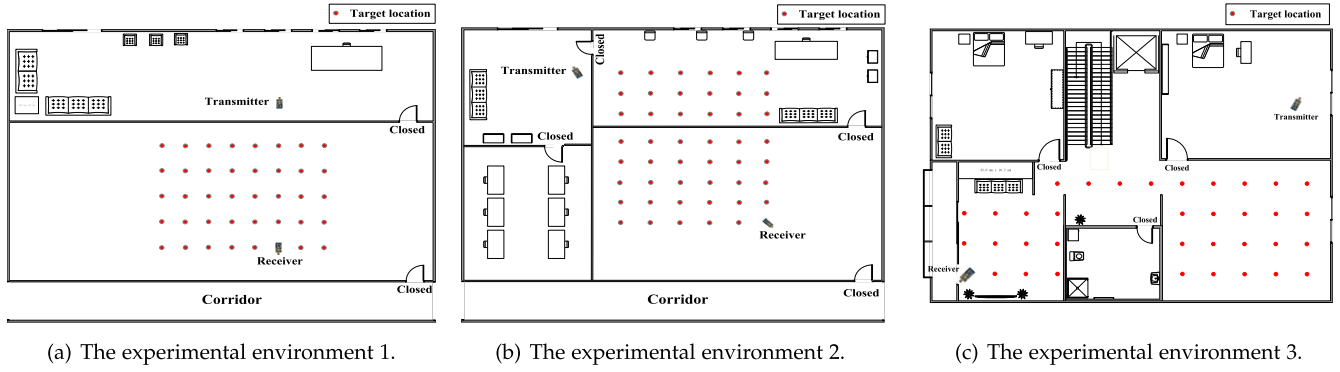 Target location
Transmitter
Closed
Receiver
Closed
Corridor
(a) The experimental environment 1.
Target location
Closed
Transmitter
Closed
Closed
Receiver
Closed
Corridor
(b) The experimental environment 2.
Target location
Transmitter
Closed
Closed
Closed
Receiver
(c) The experimental environment 3.